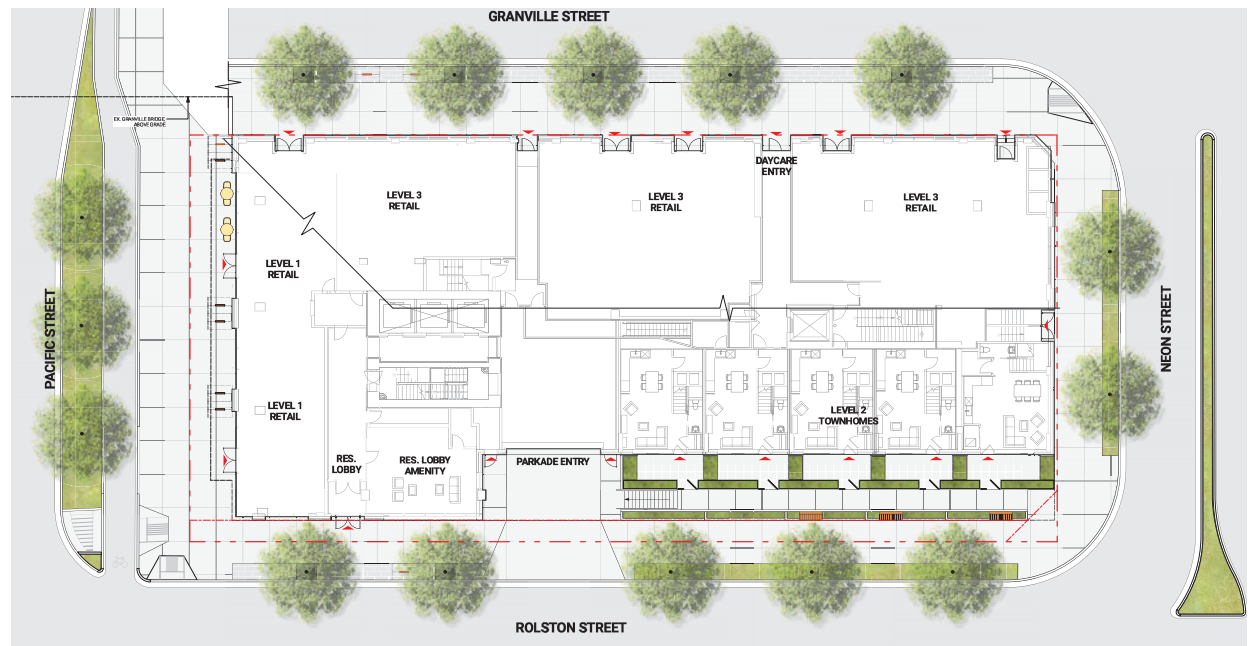 GRANVILLE STREET
EX. GRANVILLE BRIDGE
ABOVE GRADE
DAYCARE
ENTRY
LEVEL 3
RETAIL
LEVEL 3
RETAIL
LEVEL 3
RETAIL
LEVEL 1
RETAIL
PACIFIC STREET
NEON STREET
LEVEL 1
RETAIL
LEVEL 2
TOWNHOMES
RES.
LOBBY
RES. LOBBY
AMENITY
PARKADE ENTRY
ROLSTON STREET